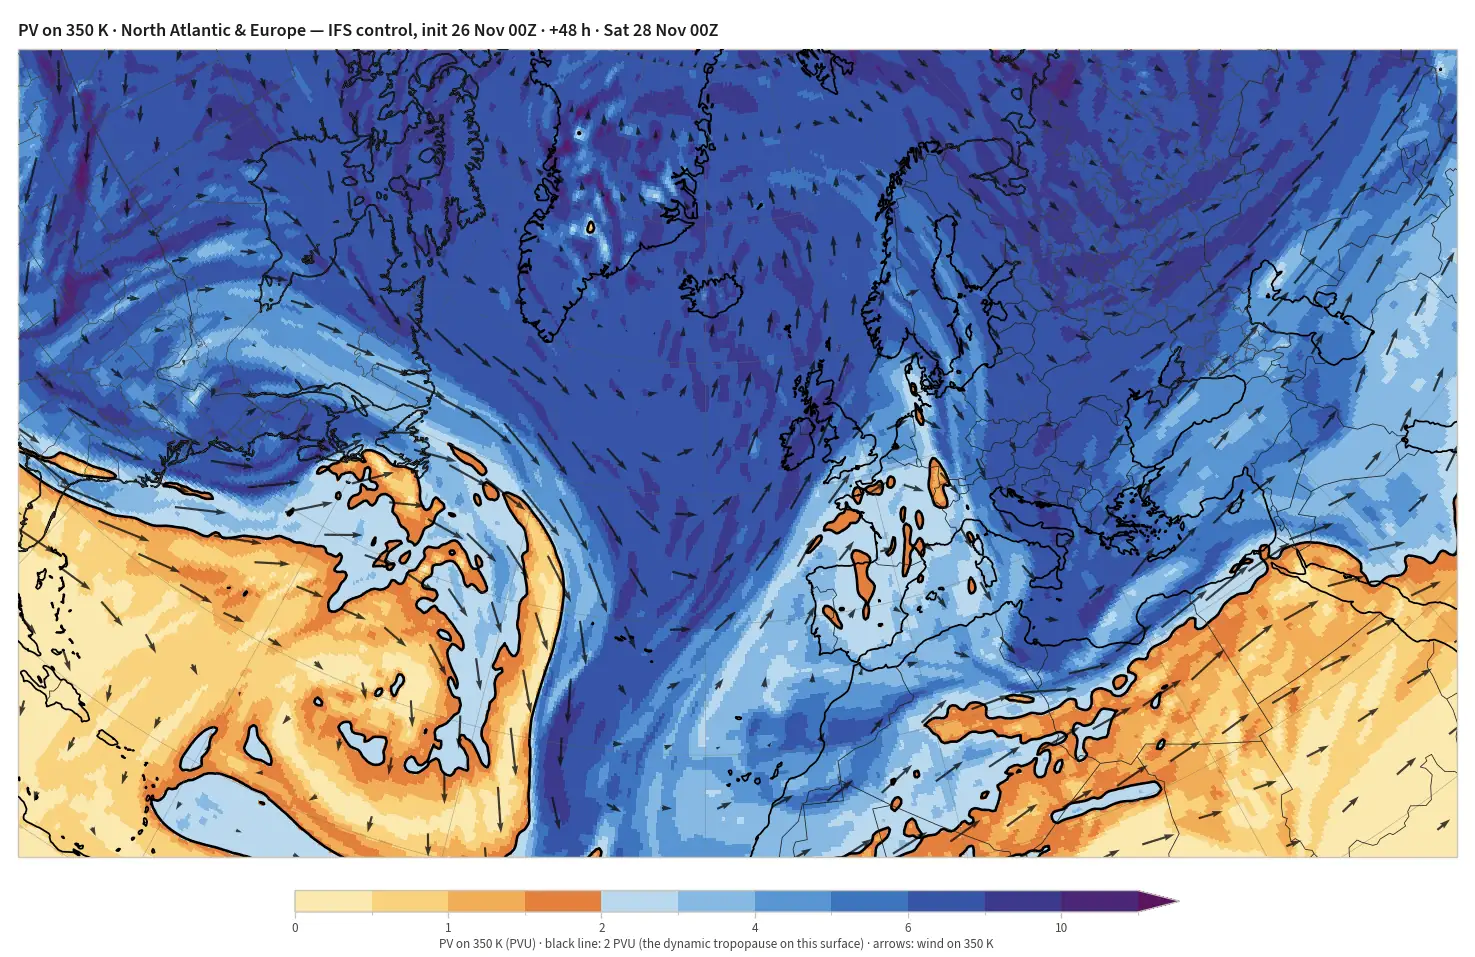 PV on 350 K · North Atlantic & Europe — IFS control, init 26 Nov 00Z · +48 h · Sat 28 Nov 00Z
0 1 2 4 6 10
PV on 350 K (PVU) · black line: 2 PVU (the dynamic tropopause on this surface) · arrows: wind on 350 K